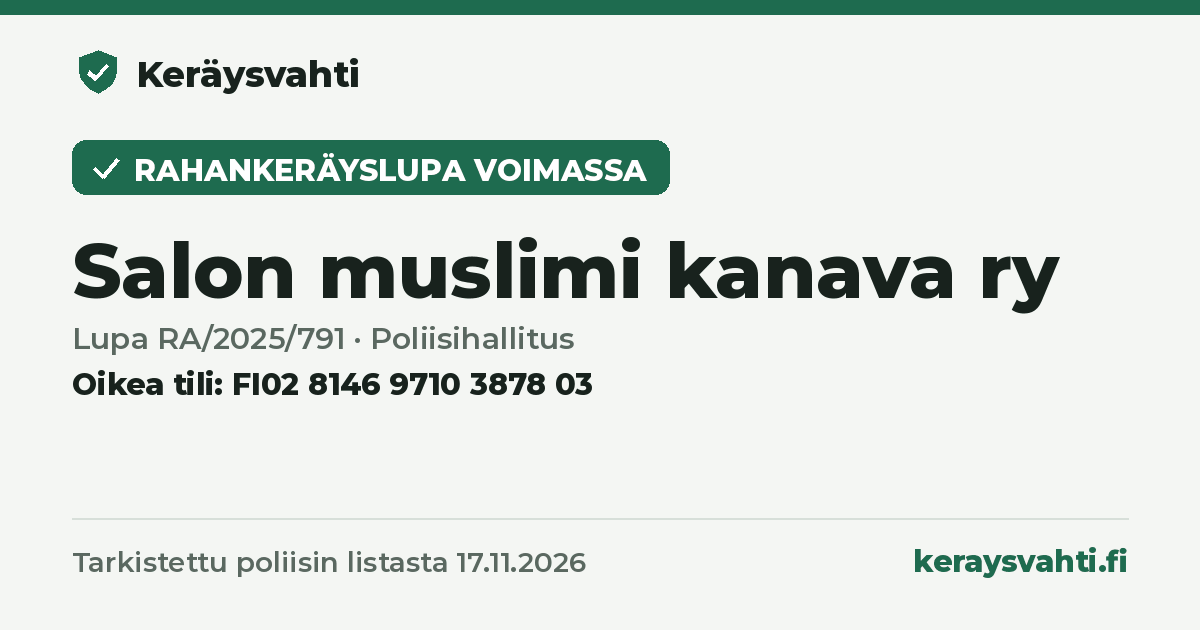 Keräysvahti
RAHANKERÄYSLUPA VOIMASSA
Salon muslimi kanava ry
Lupa RA/2025/791 · Poliisihallitus
Oikea tili: FI02 8146 9710 3878 03
Tarkistettu poliisin listasta 17.11.2026
keraysvahti.fi